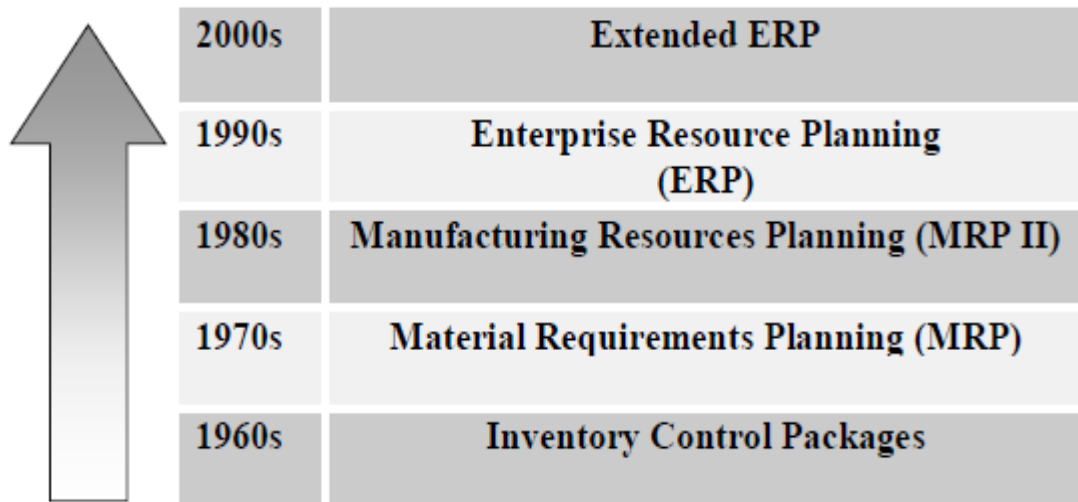 2000s Extended ERP
1990s Enterprise Resource Planning
(ERP)
1980s Manufacturing Resources Planning (MRP II)
1970s Material Requirements Planning (MRP)
1960s Inventory Control Packages